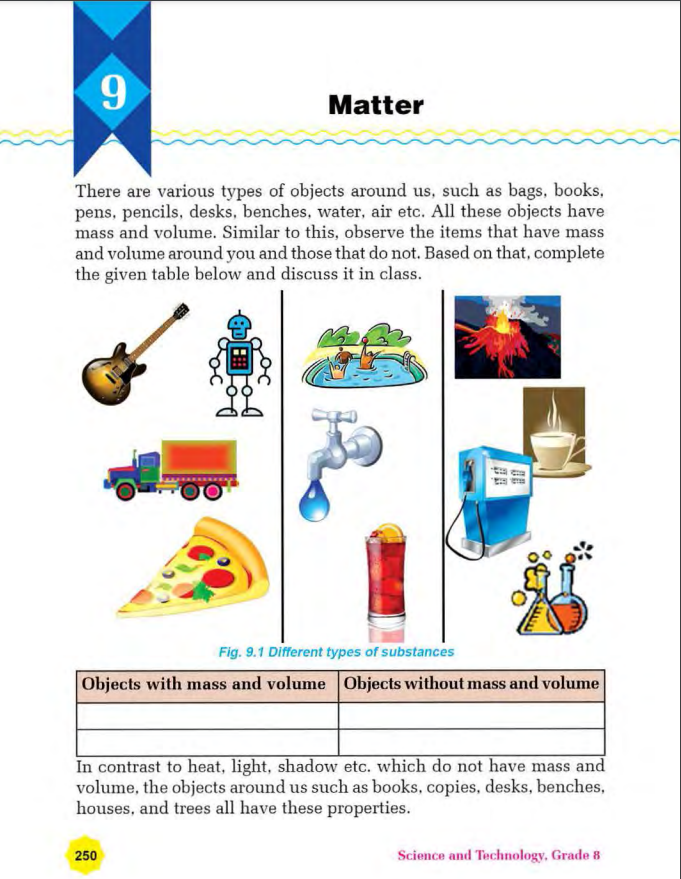 9
Matter
There are various types of objects around us, such as bags, books,
pens, pencils, desks, benches, water, air etc. All these objects have
mass and volume. Similar to this, observe the items that have mass
and volume around you and those that do not. Based on that, complete
the given table below and discuss it in class.
Fig. 9.1 Different types of substances
Objects with mass and volume Objects without mass and volume
In contrast to heat, light, shadow etc. which do not have mass and
volume, the objects around us such as books, copies, desks, benches,
houses, and trees all have these properties.
250 Science and Technology, Grade 8